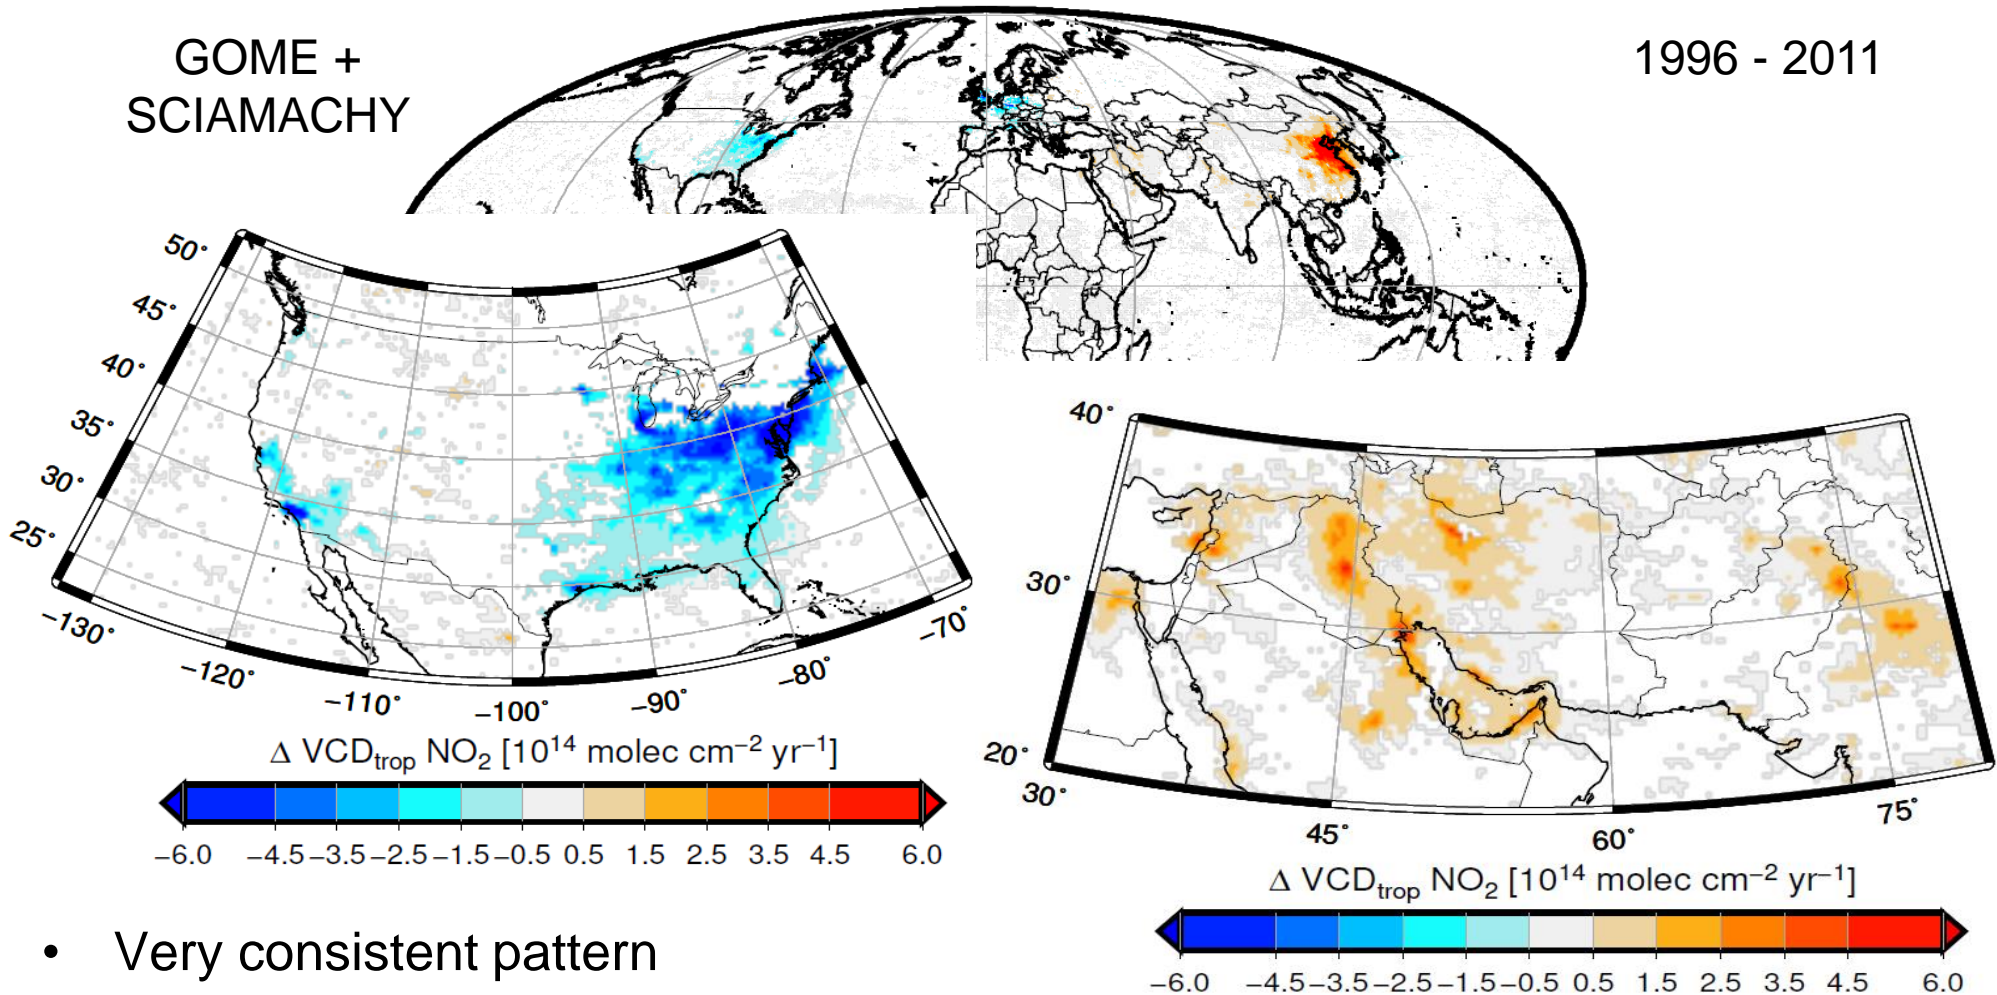 GOME +
SCIAMACHY
1996 - 2011
50°
45°
40°
35°
30°
25°
−130°
−120°
−110°
−100°
−90°
−80°
−70°
Δ VCDtrop NO2 [10^14 molec cm^−2 yr^−1]
−6.0 −4.5 −3.5 −2.5 −1.5 −0.5 0.5 1.5 2.5 3.5 4.5 6.0
40°
30°
20°
30°
45°
60°
75°
Δ VCDtrop NO2 [10^14 molec cm^−2 yr^−1]
−6.0 −4.5 −3.5 −2.5 −1.5 −0.5 0.5 1.5 2.5 3.5 4.5 6.0
• Very consistent pattern